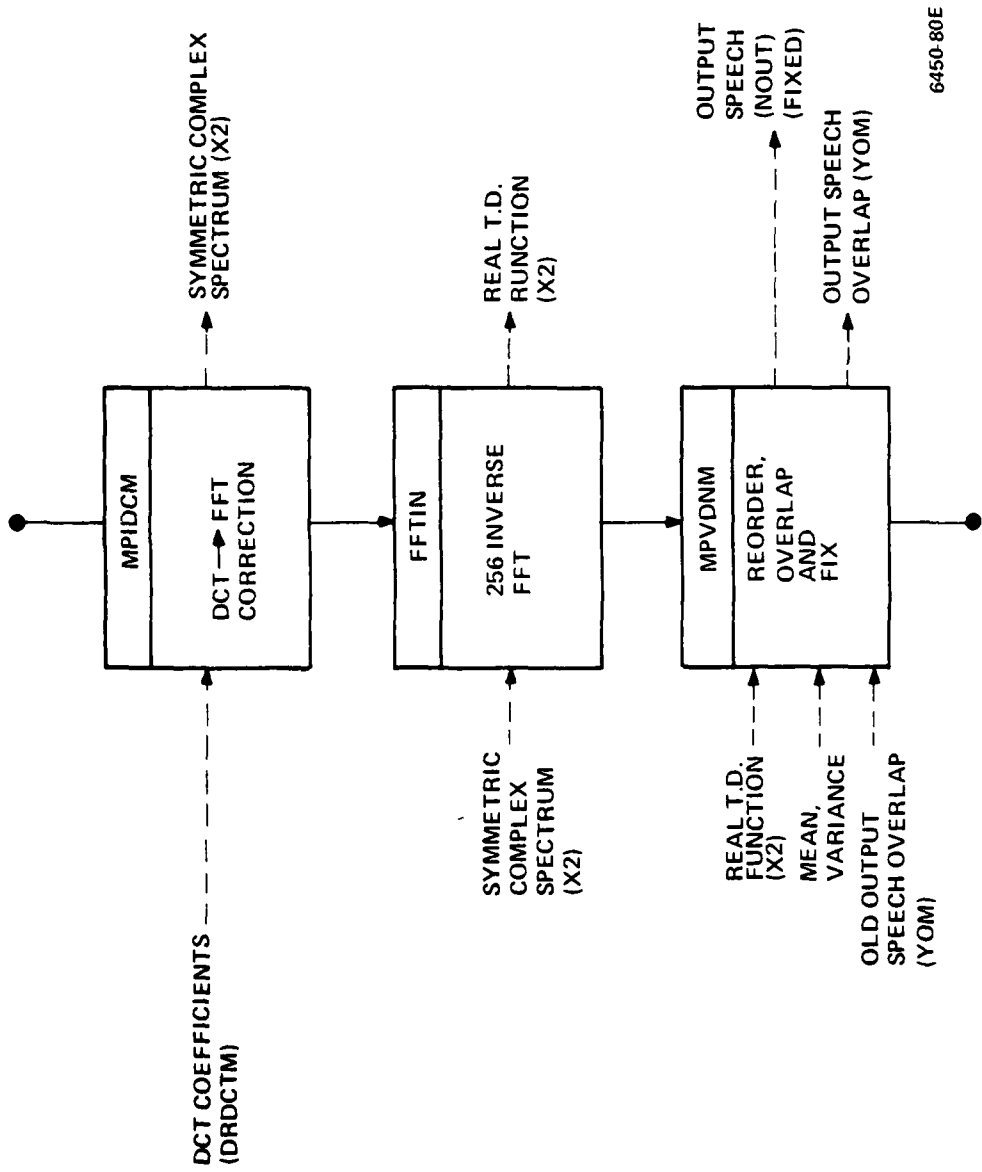 MPIDCM
DCT → FFT
CORRECTION
DCT COEFFICIENTS
(DRDCTM)
SYMMETRIC COMPLEX
SPECTRUM (X2)
FFTIN
256 INVERSE
FFT
SYMMETRIC
COMPLEX
SPECTRUM
(X2)
REAL T.D.
RUNCTION
(X2)
MPVDNM
REORDER,
OVERLAP
AND
FIX
REAL T.D.
FUNCTION
(X2)
MEAN,
VARIANCE
OLD OUTPUT
SPEECH OVERLAP
(YOM)
OUTPUT
SPEECH
(NOUT)
(FIXED)
OUTPUT SPEECH
OVERLAP (YOM)
6450-80E